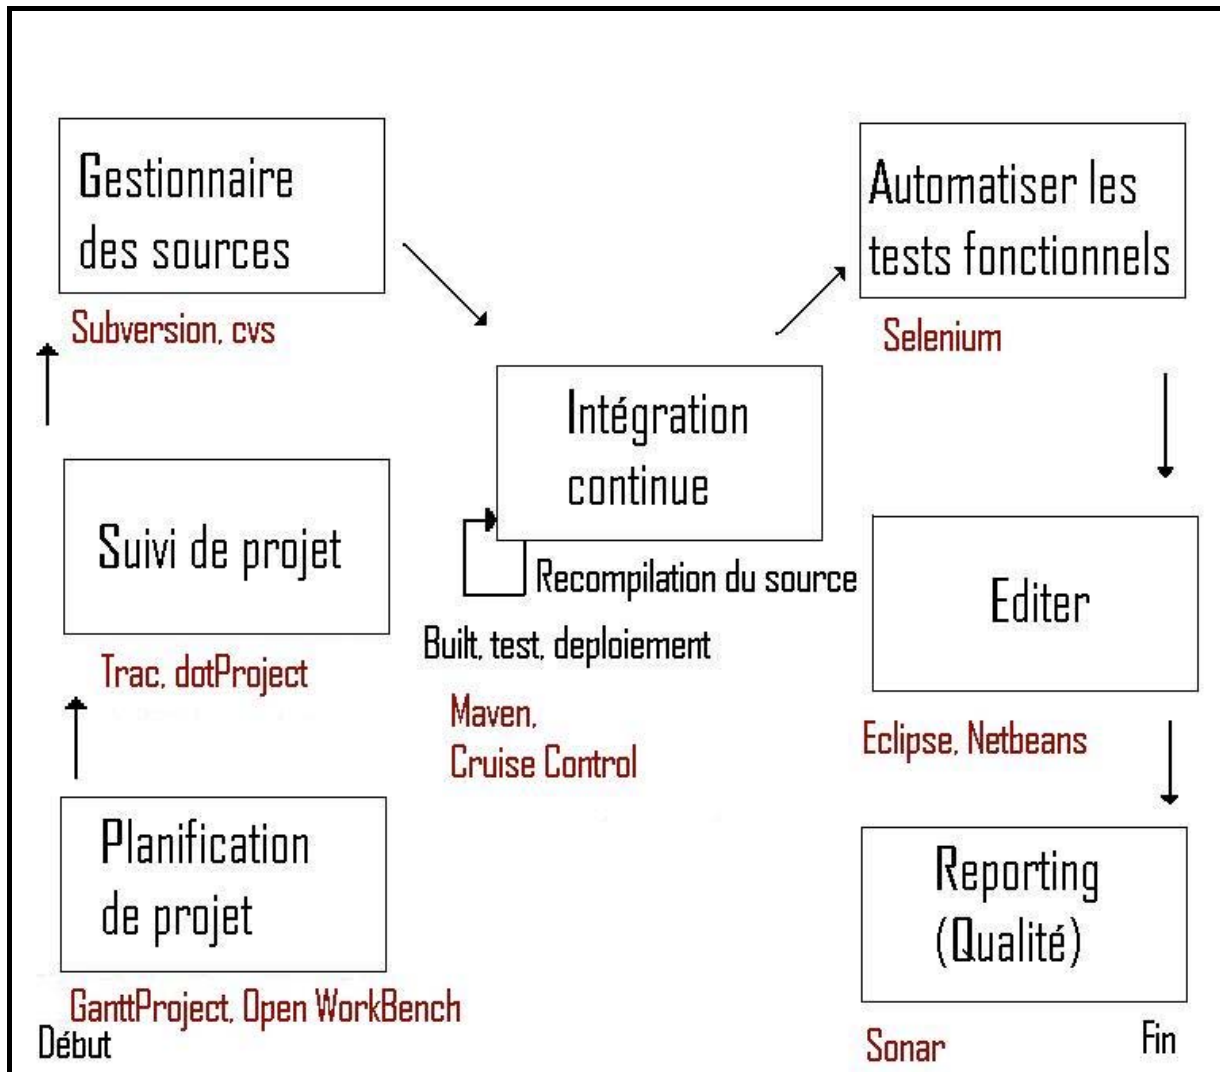 Gestionnaire
des sources
Subversion, cvs
Suivi de projet
Trac, dotProject
Planification
de projet
GanttProject, Open WorkBench
Début
Intégration
continue
Recompilation du source
Built, test, deploiement
Maven,
Cruise Control
Automatiser les
tests fonctionnels
Selenium
Editer
Eclipse, Netbeans
Reporting
(Qualité)
Sonar
Fin